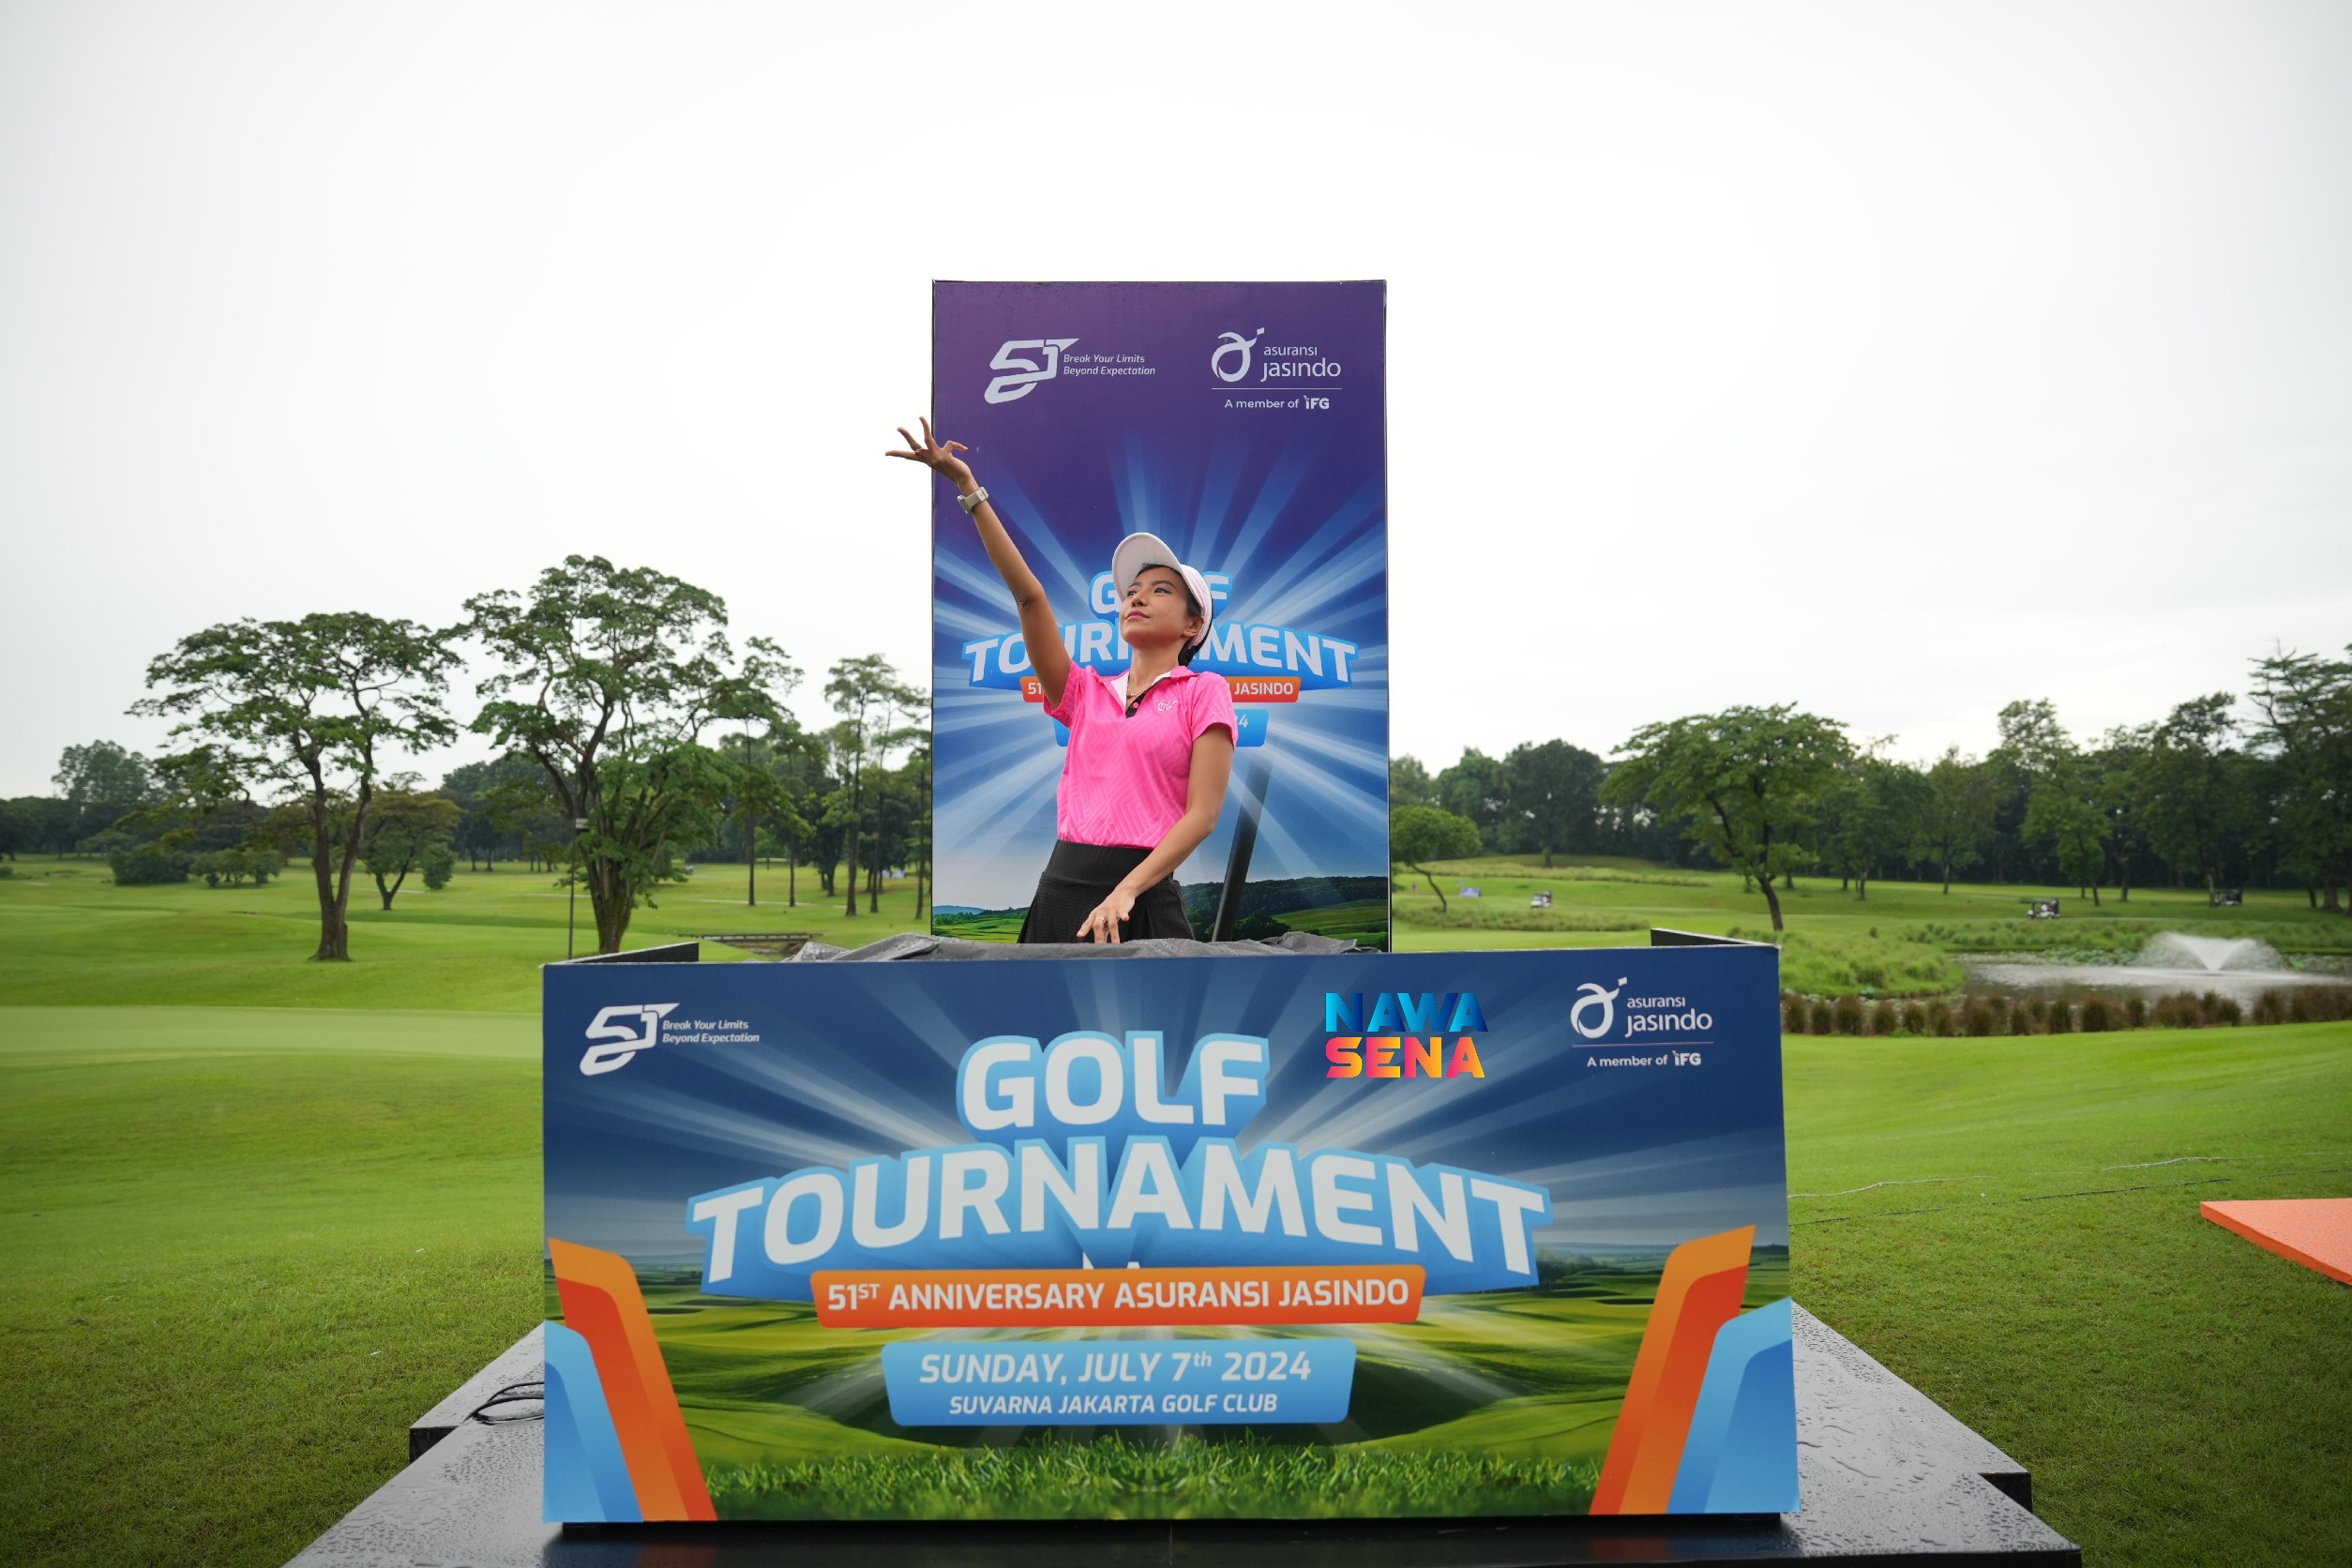 Break Your Limits
Beyond Expectation
asuransi
jasindo
A member of IFG
51
JASINDO
Break Your Limits
Beyond Expectation
NAWA
SENA
asuransi
jasindo
A member of IFG
GOLF
TOURNAMENT
51ST ANNIVERSARY ASURANSI JASINDO
SUNDAY, JULY 7th 2024
SUVARNA JAKARTA GOLF CLUB